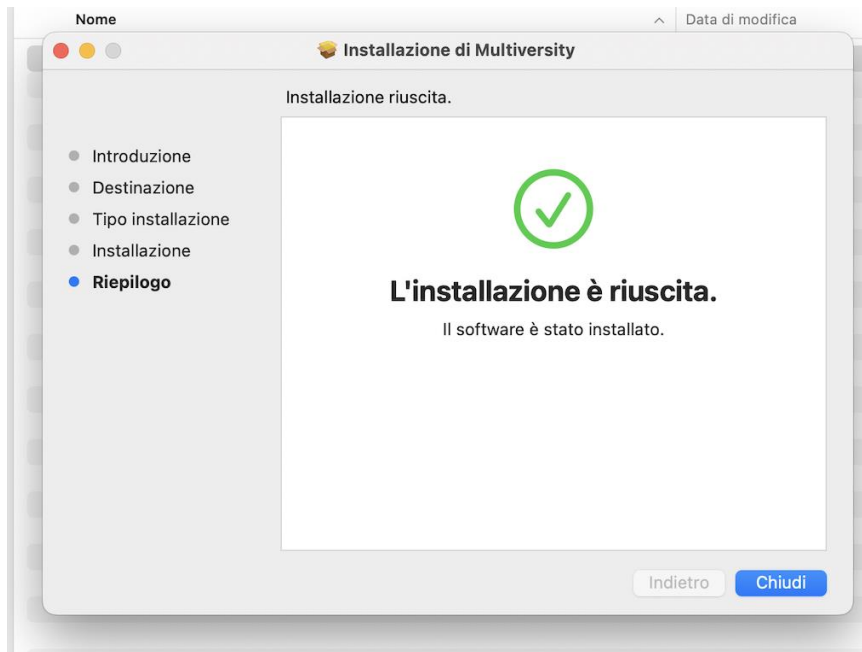 Nome
Data di modifica
Installazione di Multiversity
Installazione riuscita.
Introduzione
Destinazione
Tipo installazione
Installazione
Riepilogo
L'installazione è riuscita.
Il software è stato installato.
Indietro
Chiudi